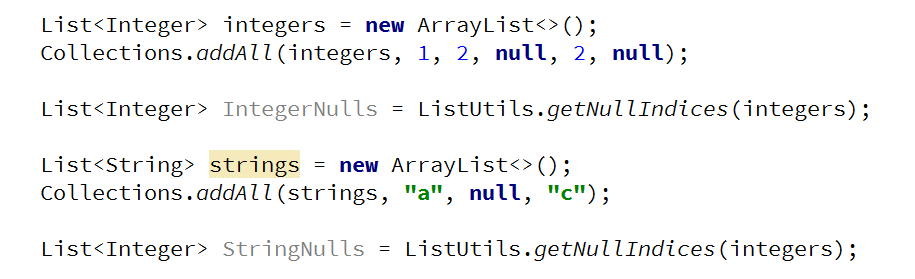 List<Integer> integers = new ArrayList<>();
Collections.addAll(integers, 1, 2, null, 2, null);
List<Integer> IntegerNulls = ListUtils.getNullIndices(integers);
List<String> strings = new ArrayList<>();
Collections.addAll(strings, "a", null, "c");
List<Integer> StringNulls = ListUtils.getNullIndices(integers);